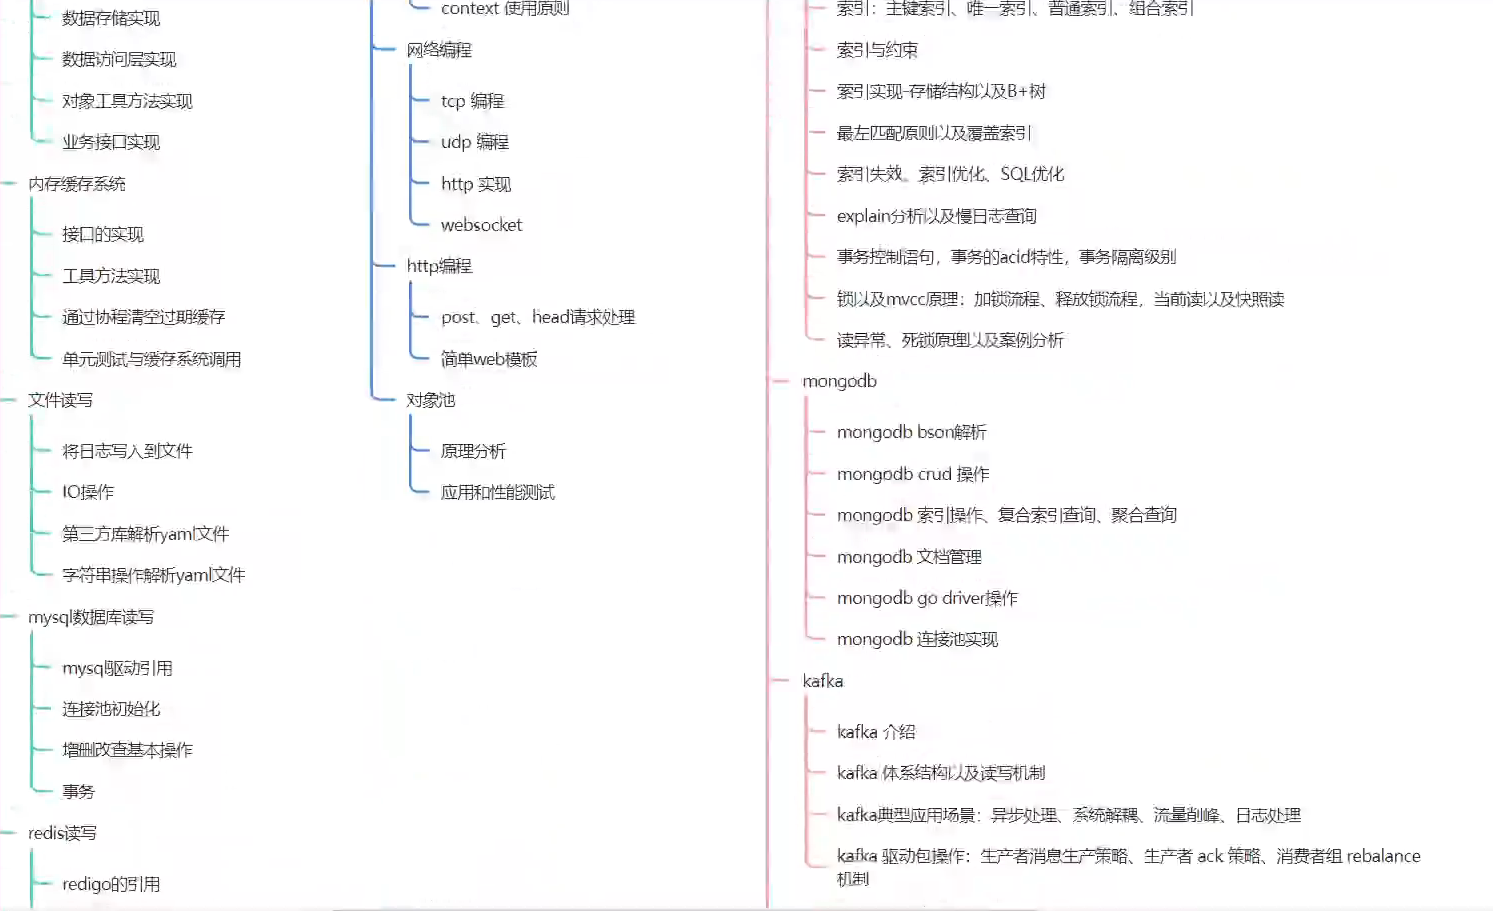 数据存储实现
数据访问层实现
对象工具方法实现
业务接口实现
内存缓存系统
接口的实现
工具方法实现
通过协程清空过期缓存
单元测试与缓存系统调用
文件读写
将日志写入到文件
IO操作
第三方库解析yaml文件
字符串操作解析yaml文件
mysql数据库读写
mysql驱动引用
连接池初始化
增删改查基本操作
事务
redis读写
redigo的引用
context 使用原则
网络编程
tcp 编程
udp 编程
http 实现
websocket
http编程
post、get、head请求处理
简单web模板
对象池
原理分析
应用和性能测试
索引：主键索引、唯一索引、普通索引、组合索引
索引与约束
索引实现-存储结构以及B+树
最左匹配原则以及覆盖索引
索引失效、索引优化、SQL优化
explain分析以及慢日志查询
事务控制语句，事务的acid特性，事务隔离级别
锁以及mvcc原理：加锁流程、释放锁流程，当前读以及快照读
读异常、死锁原理以及案例分析
mongodb
mongodb bson解析
mongodb crud 操作
mongodb 索引操作、复合索引查询、聚合查询
mongodb 文档管理
mongodb go driver操作
mongodb 连接池实现
kafka
kafka 介绍
kafka 体系结构以及读写机制
kafka典型应用场景：异步处理、系统解耦、流量削峰、日志处理
kafka 驱动包操作：生产者消息生产策略、生产者 ack 策略、消费者组 rebalance
机制